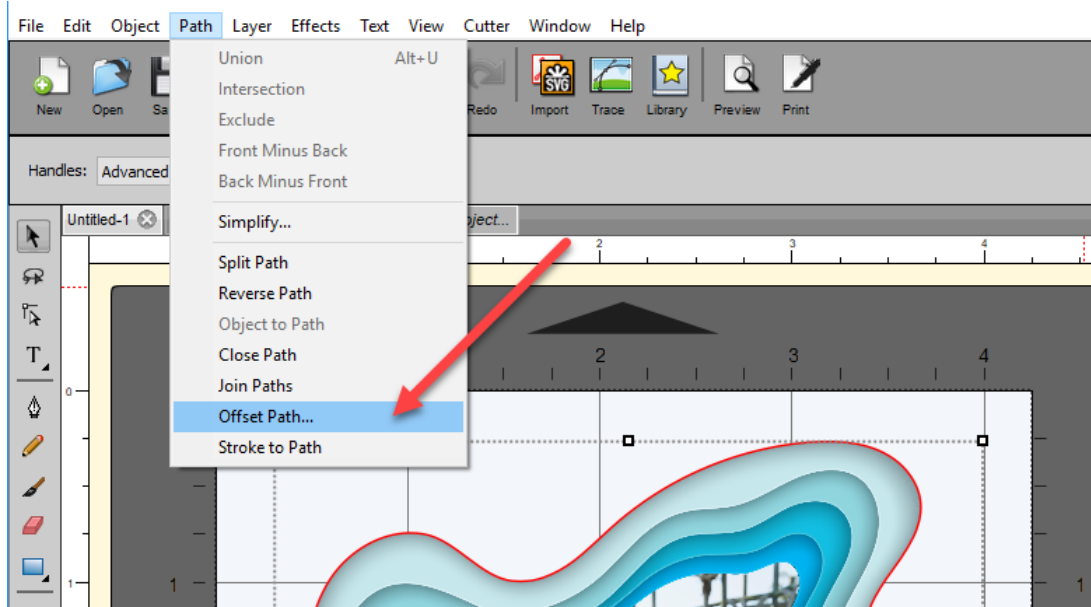 File Edit Object Path Layer Effects Text View Cutter Window Help
New Open Sa Redo Import Trace Library Preview Print
SVG
Handles: Advanced
Untitled-1 bject...
Union Alt+U
Intersection
Exclude
Front Minus Back
Back Minus Front
Simplify...
Split Path
Reverse Path
Object to Path
Close Path
Join Paths
Offset Path...
Stroke to Path
2 3 4
T
2 3 4
0
1 1 1